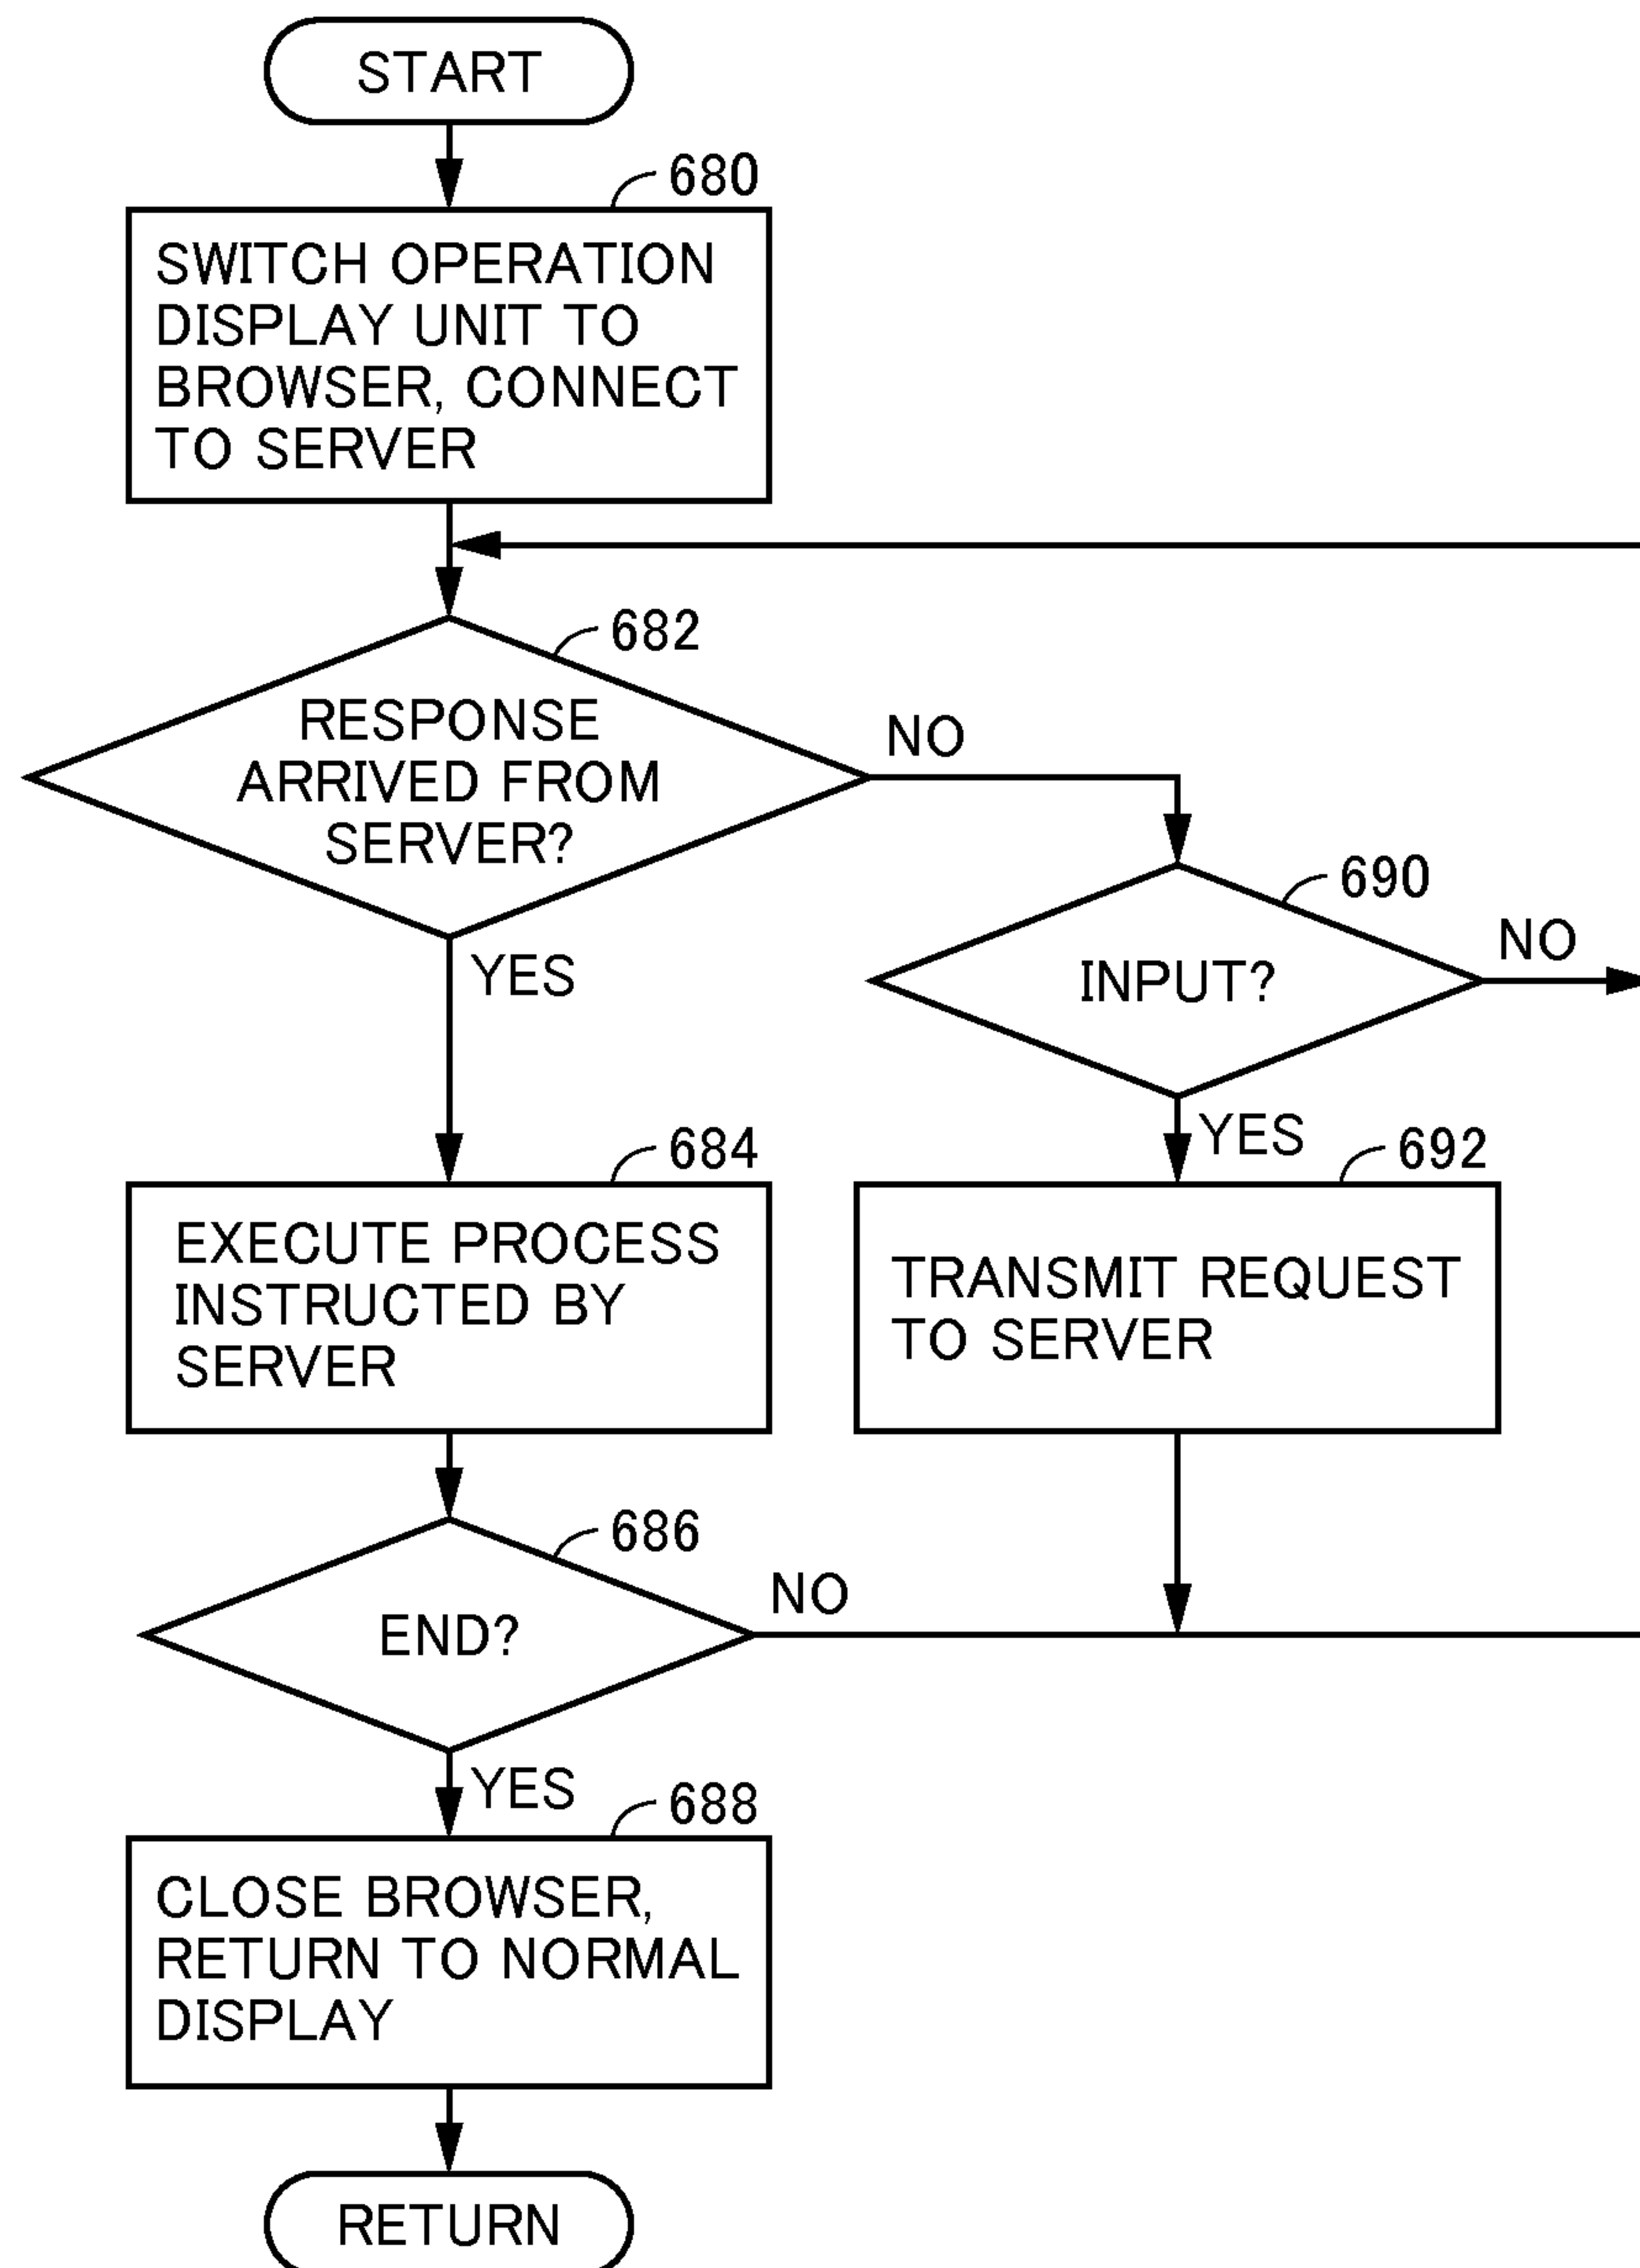 START
680
SWITCH OPERATION
DISPLAY UNIT TO
BROWSER, CONNECT
TO SERVER
682
RESPONSE
ARRIVED FROM
SERVER?
NO
YES
690
INPUT?
NO
YES
684
EXECUTE PROCESS
INSTRUCTED BY
SERVER
692
TRANSMIT REQUEST
TO SERVER
686
END?
NO
YES
688
CLOSE BROWSER,
RETURN TO NORMAL
DISPLAY
RETURN